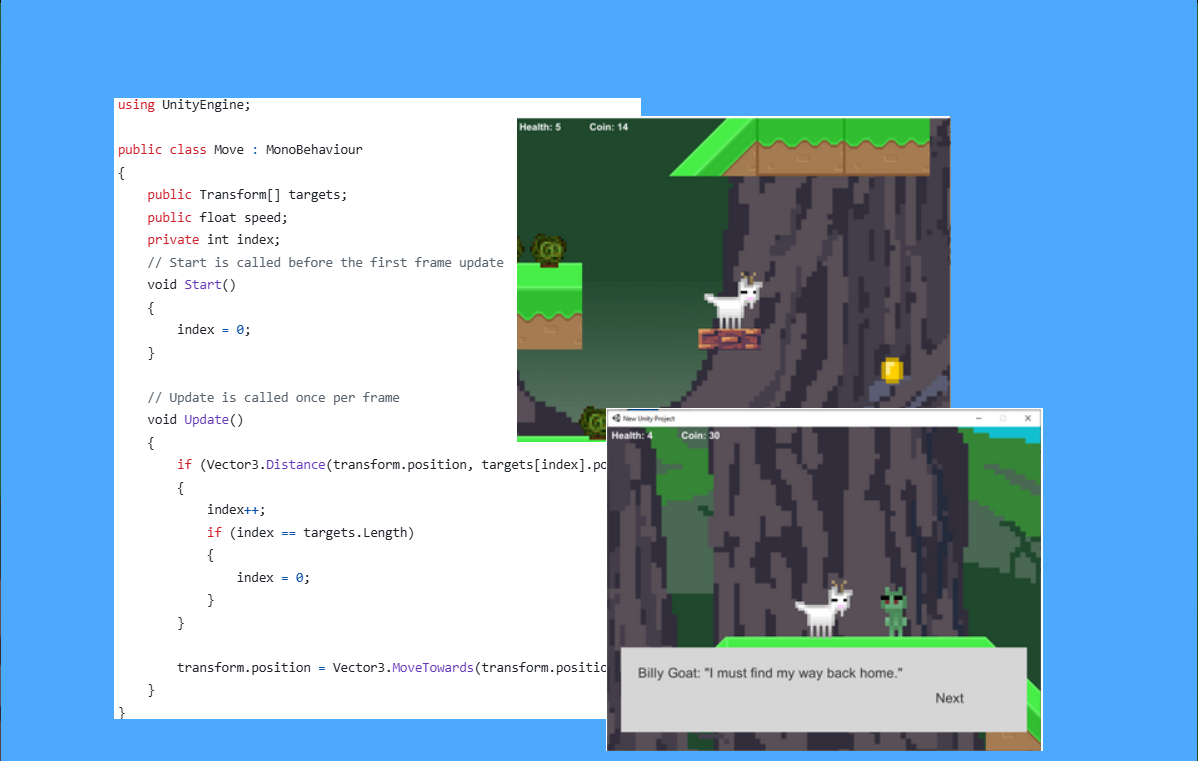 using UnityEngine;
public class Move : MonoBehaviour
{
public Transform[] targets;
public float speed;
private int index;
// Start is called before the first frame update
void Start()
{
index = 0;
}
// Update is called once per frame
void Update()
{
if (Vector3.Distance(transform.position, targets[index].po
{
index++;
if (index == targets.Length)
{
index = 0;
}
}
transform.position = Vector3.MoveTowards(transform.positio
}
}
Health: 5 Coin: 14
New Unity Project
Health: 4 Coin: 30
Billy Goat: "I must find my way back home."
Next